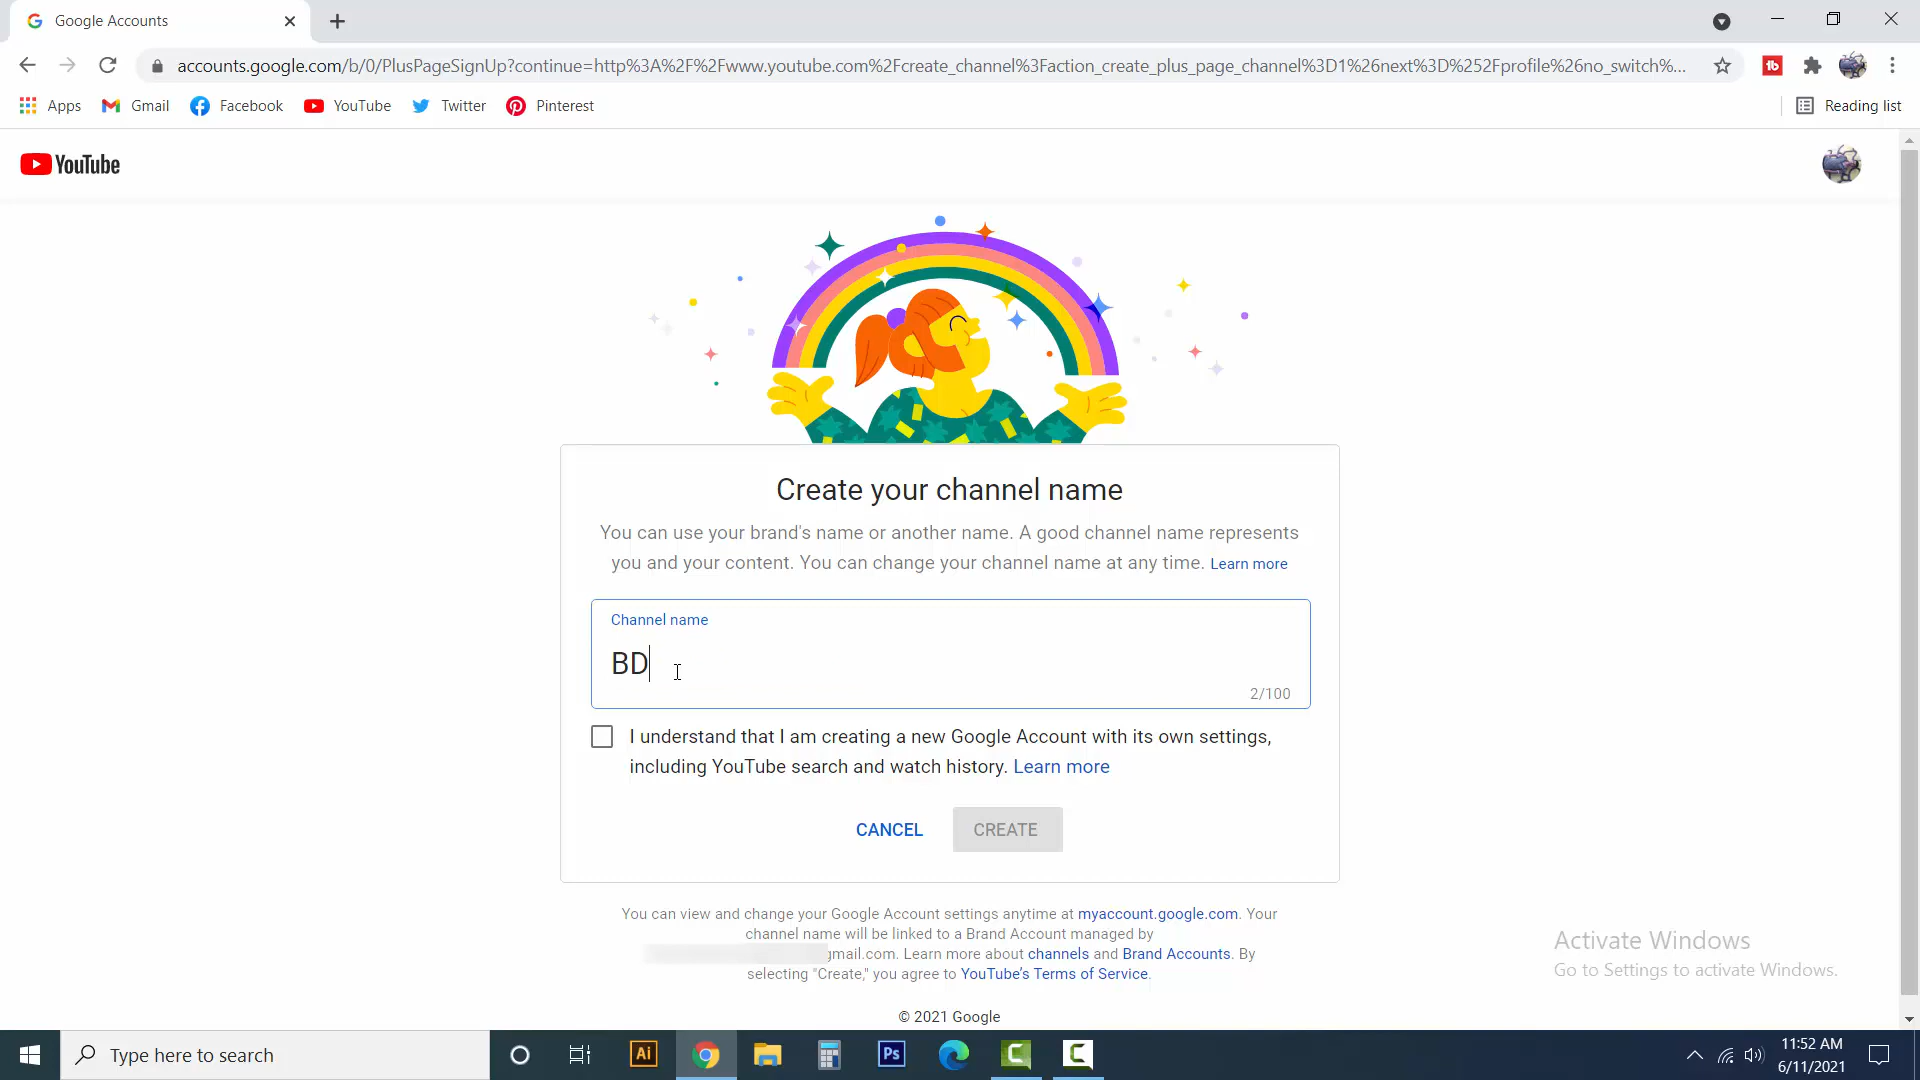 Google Accounts
accounts.google.com/b/0/PlusPageSignUp?continue=http%3A%2F%2Fwww.youtube.com%2Fcreate_channel%3Faction_create_plus_page_channel%3D1%26next%3D%252Fprofile%26no_switch%...
Apps Gmail Facebook YouTube Twitter Pinterest Reading list
YouTube
Create your channel name
You can use your brand's name or another name. A good channel name represents
you and your content. You can change your channel name at any time. Learn more
Channel name
BD
2/100
I understand that I am creating a new Google Account with its own settings,
including YouTube search and watch history. Learn more
CANCEL CREATE
You can view and change your Google Account settings anytime at myaccount.google.com. Your
channel name will be linked to a Brand Account managed by
gmail.com. Learn more about channels and Brand Accounts. By
selecting "Create," you agree to YouTube's Terms of Service.
© 2021 Google
Activate Windows
Go to Settings to activate Windows.
Type here to search
Ai
Ps
11:52 AM
6/11/2021